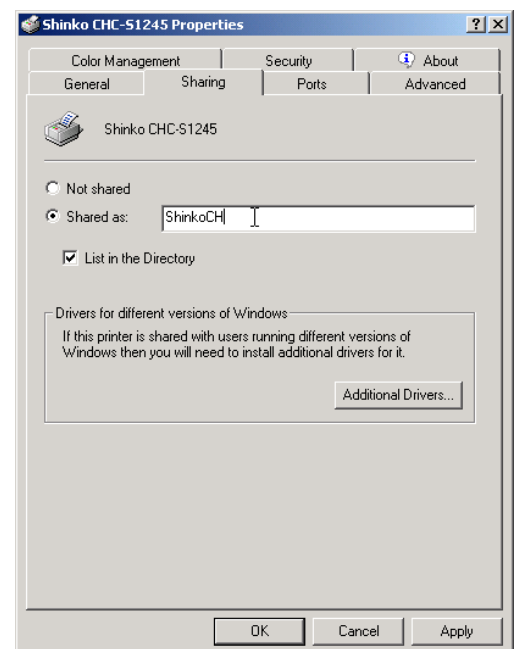 Shinko CHC-S1245 Properties
Color Management Security About
General Sharing Ports Advanced
Shinko CHC-S1245
Not shared
Shared as: ShinkoCH
List in the Directory
Drivers for different versions of Windows
If this printer is shared with users running different versions of
Windows then you will need to install additional drivers for it.
Additional Drivers...
OK Cancel Apply